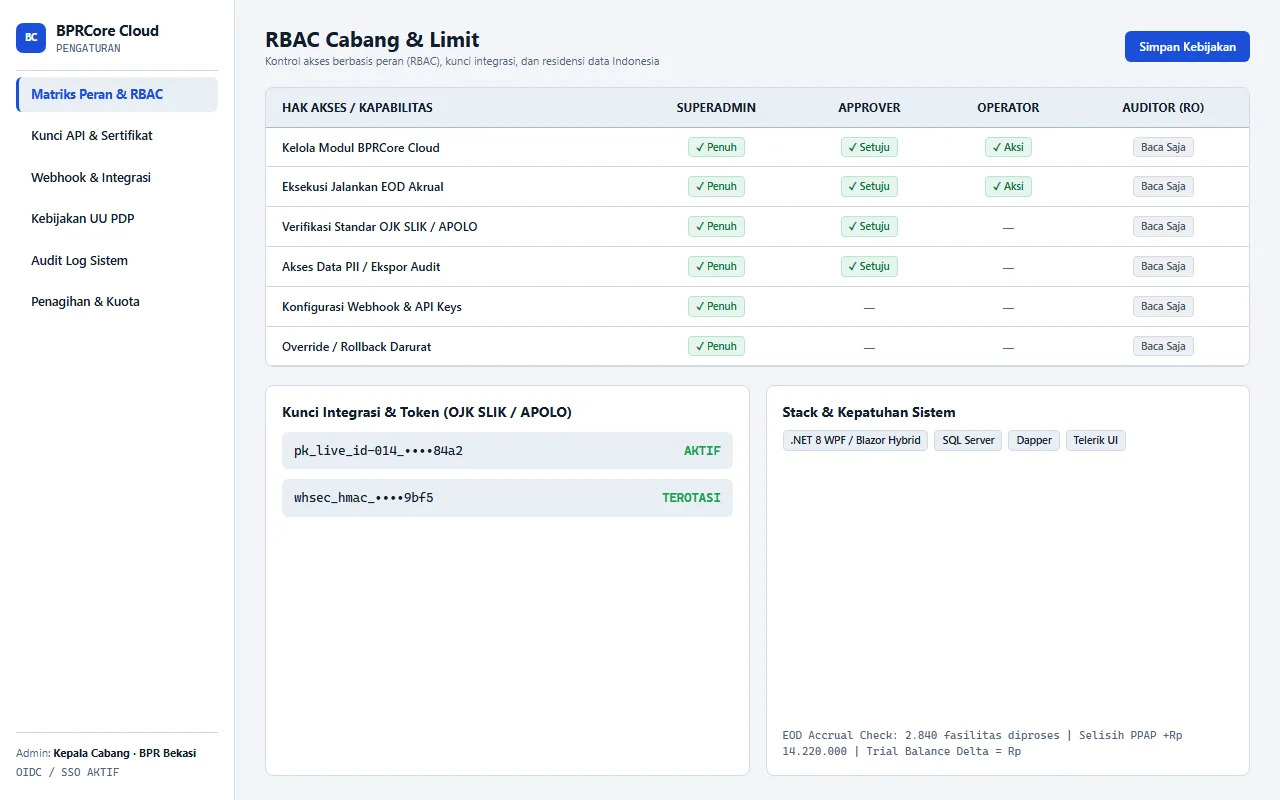 BC
BPRCore Cloud
PENGATURAN
Matriks Peran & RBAC
Kunci API & Sertifikat
Webhook & Integrasi
Kebijakan UU PDP
Audit Log Sistem
Penagihan & Kuota
Admin: Kepala Cabang · BPR Bekasi
OIDC / SSO AKTIF
RBAC Cabang & Limit
Kontrol akses berbasis peran (RBAC), kunci integrasi, dan residensi data Indonesia
Simpan Kebijakan
HAK AKSES / KAPABILITAS SUPERADMIN APPROVER OPERATOR AUDITOR (RO)
Kelola Modul BPRCore Cloud ✓ Penuh ✓ Setuju ✓ Aksi Baca Saja
Eksekusi Jalankan EOD Akrual ✓ Penuh ✓ Setuju ✓ Aksi Baca Saja
Verifikasi Standar OJK SLIK / APOLO ✓ Penuh ✓ Setuju — Baca Saja
Akses Data PII / Ekspor Audit ✓ Penuh ✓ Setuju — Baca Saja
Konfigurasi Webhook & API Keys ✓ Penuh — — Baca Saja
Override / Rollback Darurat ✓ Penuh — — Baca Saja
Kunci Integrasi & Token (OJK SLIK / APOLO)
pk_live_id-014_••••84a2 AKTIF
whsec_hmac_••••9bf5 TEROTASI
Stack & Kepatuhan Sistem
.NET 8 WPF / Blazor Hybrid SQL Server Dapper Telerik UI
EOD Accrual Check: 2.840 fasilitas diproses | Selisih PPAP +Rp
14.220.000 | Trial Balance Delta = Rp